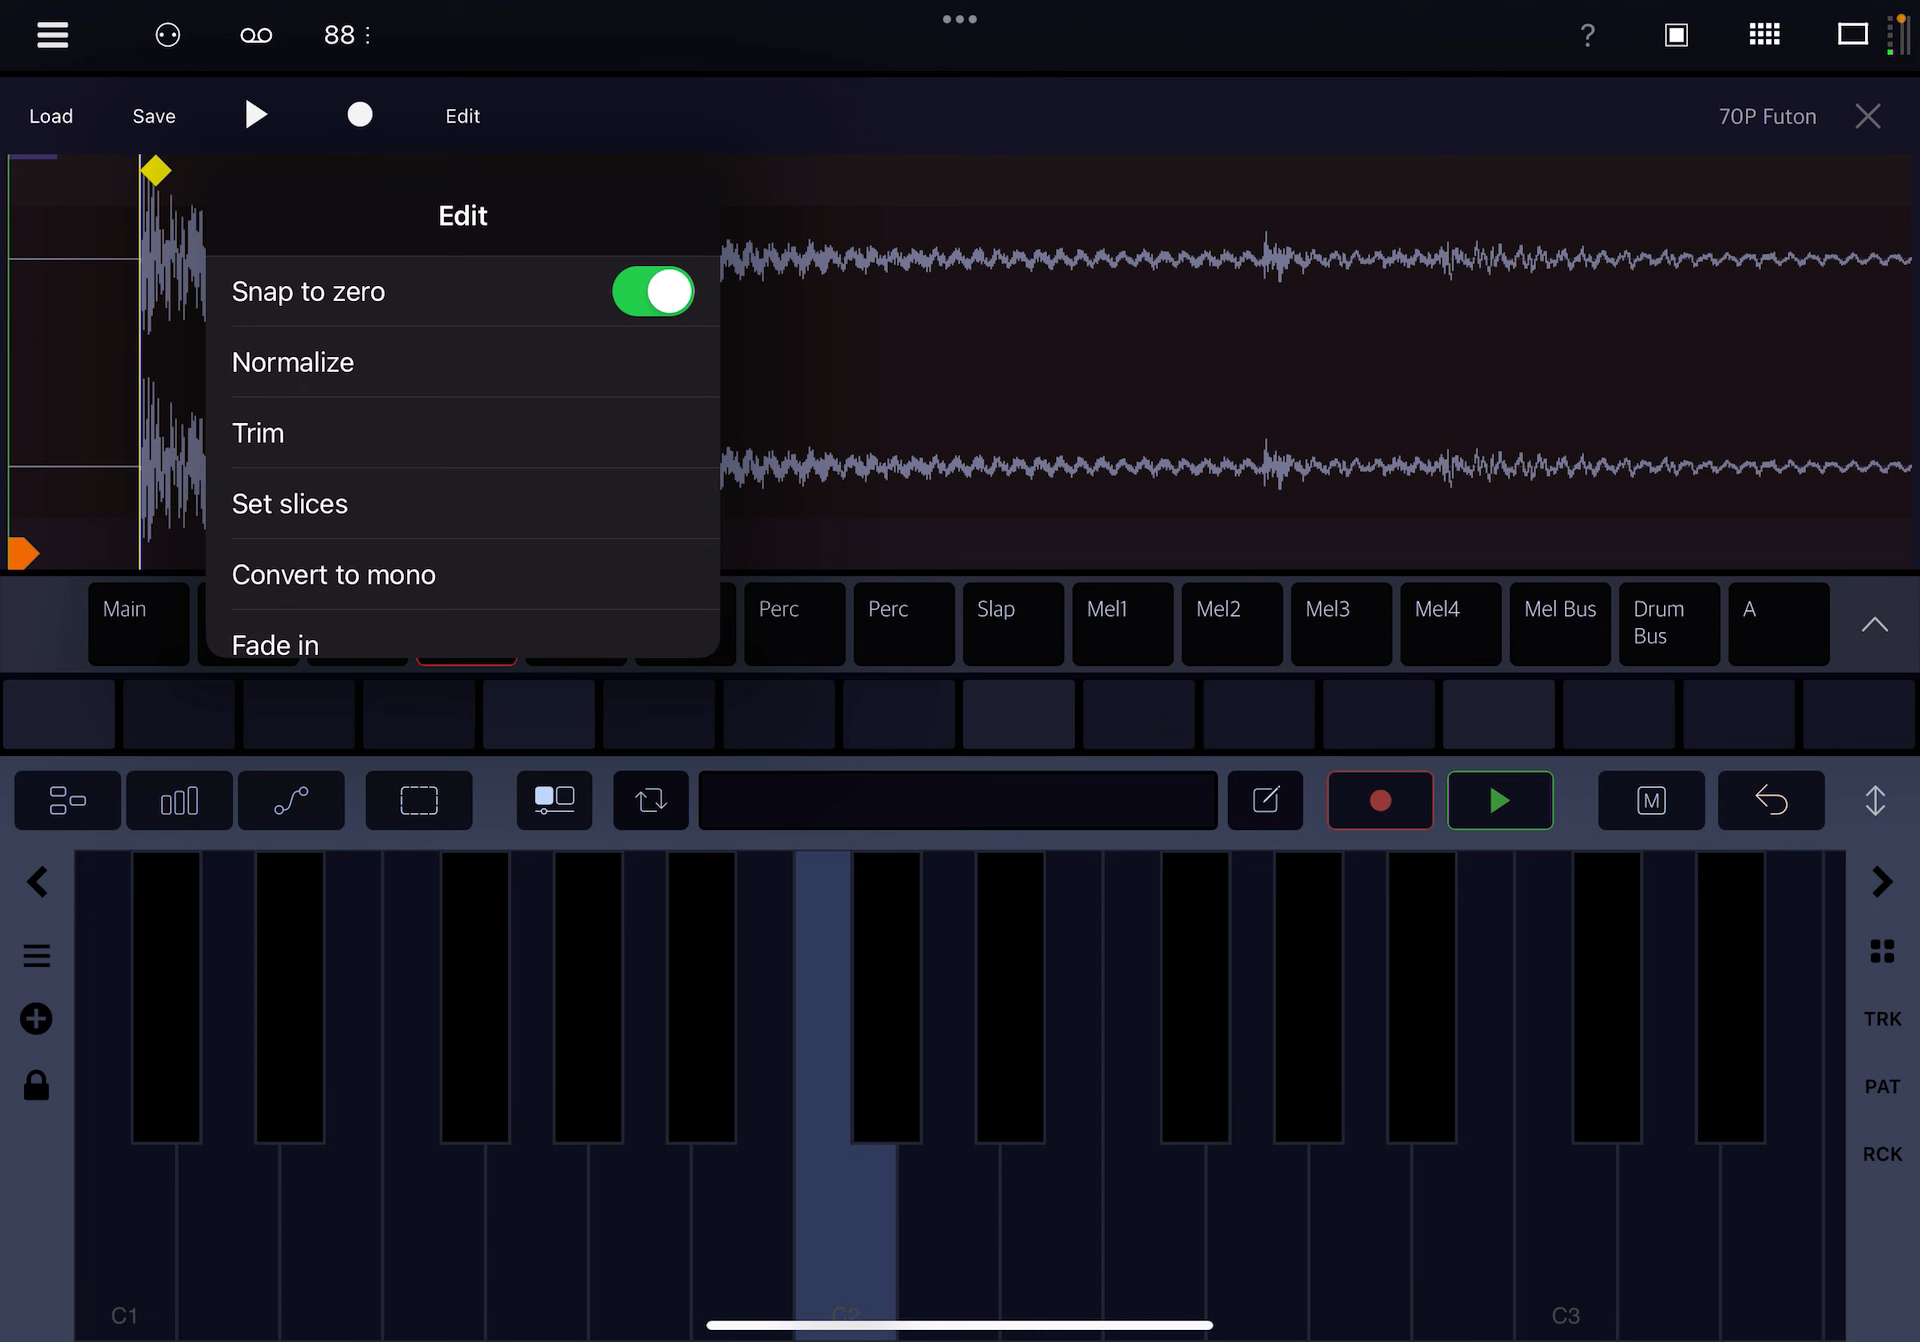 88
?
Load
Save
Edit
70P Futon
Edit
Snap to zero
Normalize
Trim
Set slices
Convert to mono
Fade in
Main
Perc
Perc
Slap
Mel1
Mel2
Mel3
Mel4
Mel Bus
Drum
Bus
A
M
TRK
PAT
RCK
C1
C2
C3